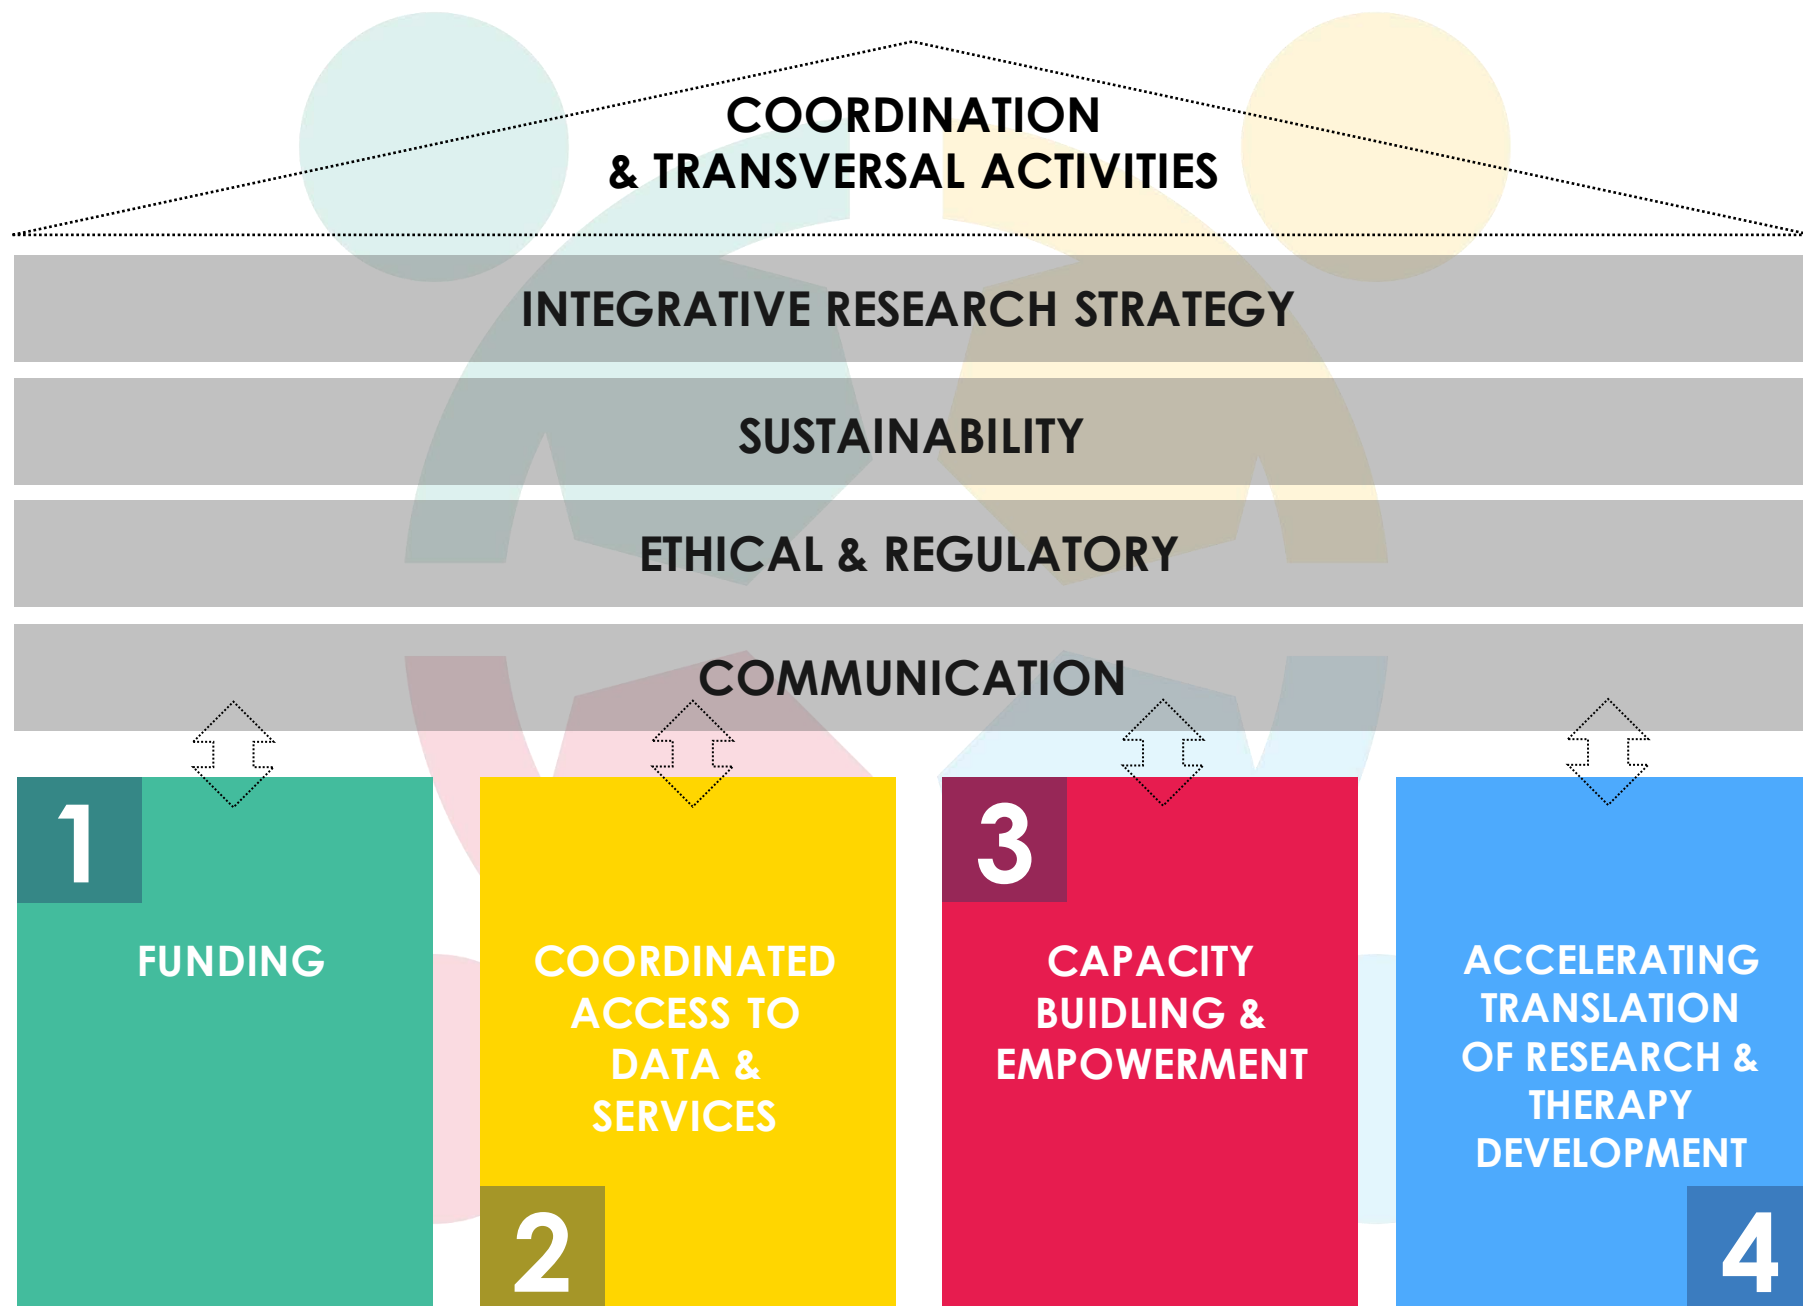 COORDINATION
& TRANSVERSAL ACTIVITIES
INTEGRATIVE RESEARCH STRATEGY
SUSTAINABILITY
ETHICAL & REGULATORY
COMMUNICATION
1
FUNDING
COORDINATED
ACCESS TO
DATA &
SERVICES
2
3
CAPACITY
BUIDLING &
EMPOWERMENT
ACCELERATING
TRANSLATION
OF RESEARCH &
THERAPY
DEVELOPMENT
4